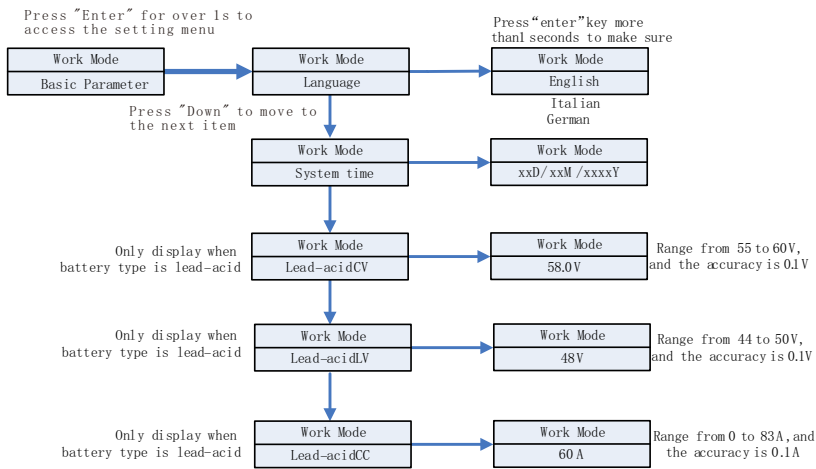 Press "Enter" for over 1s to
access the setting menu
Press“enter”key more
than1 seconds to make sure
Work Mode
Basic Parameter
Work Mode
Language
Work Mode
English
Italian
German
Press "Down" to move to
the next item
Work Mode
System time
Work Mode
xxD/xxM/xxxxY
Only display when
battery type is lead-acid
Work Mode
Lead-acidCV
Work Mode
58.0V
Range from 55 to 60V,
and the accuracy is 0.1V
Only display when
battery type is lead-acid
Work Mode
Lead-acidLV
Work Mode
48V
Range from 44 to 50V,
and the accuracy is 0.1V
Only display when
battery type is lead-acid
Work Mode
Lead-acidCC
Work Mode
60A
Range from 0 to 83A, and
the accuracy is 0.1A